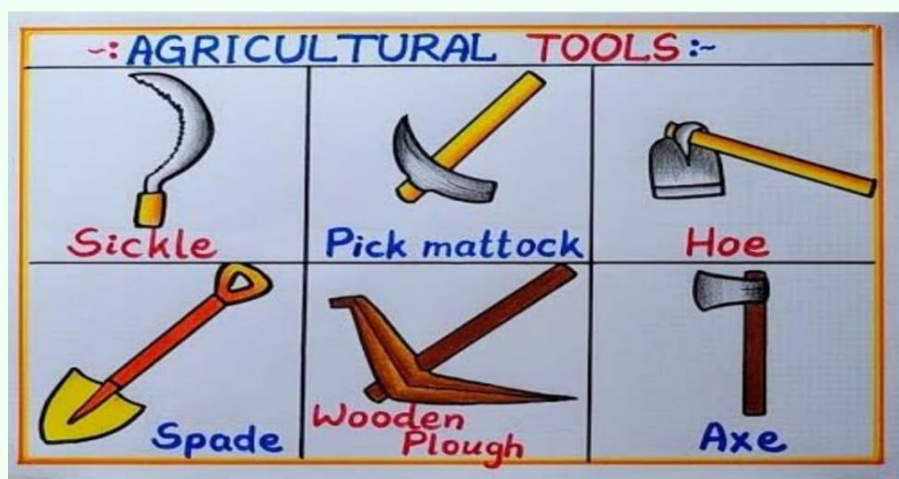 -:AGRICULTURAL TOOLS:-
Sickle
Pick mattock
Hoe
Spade
Wooden
Plough
Axe